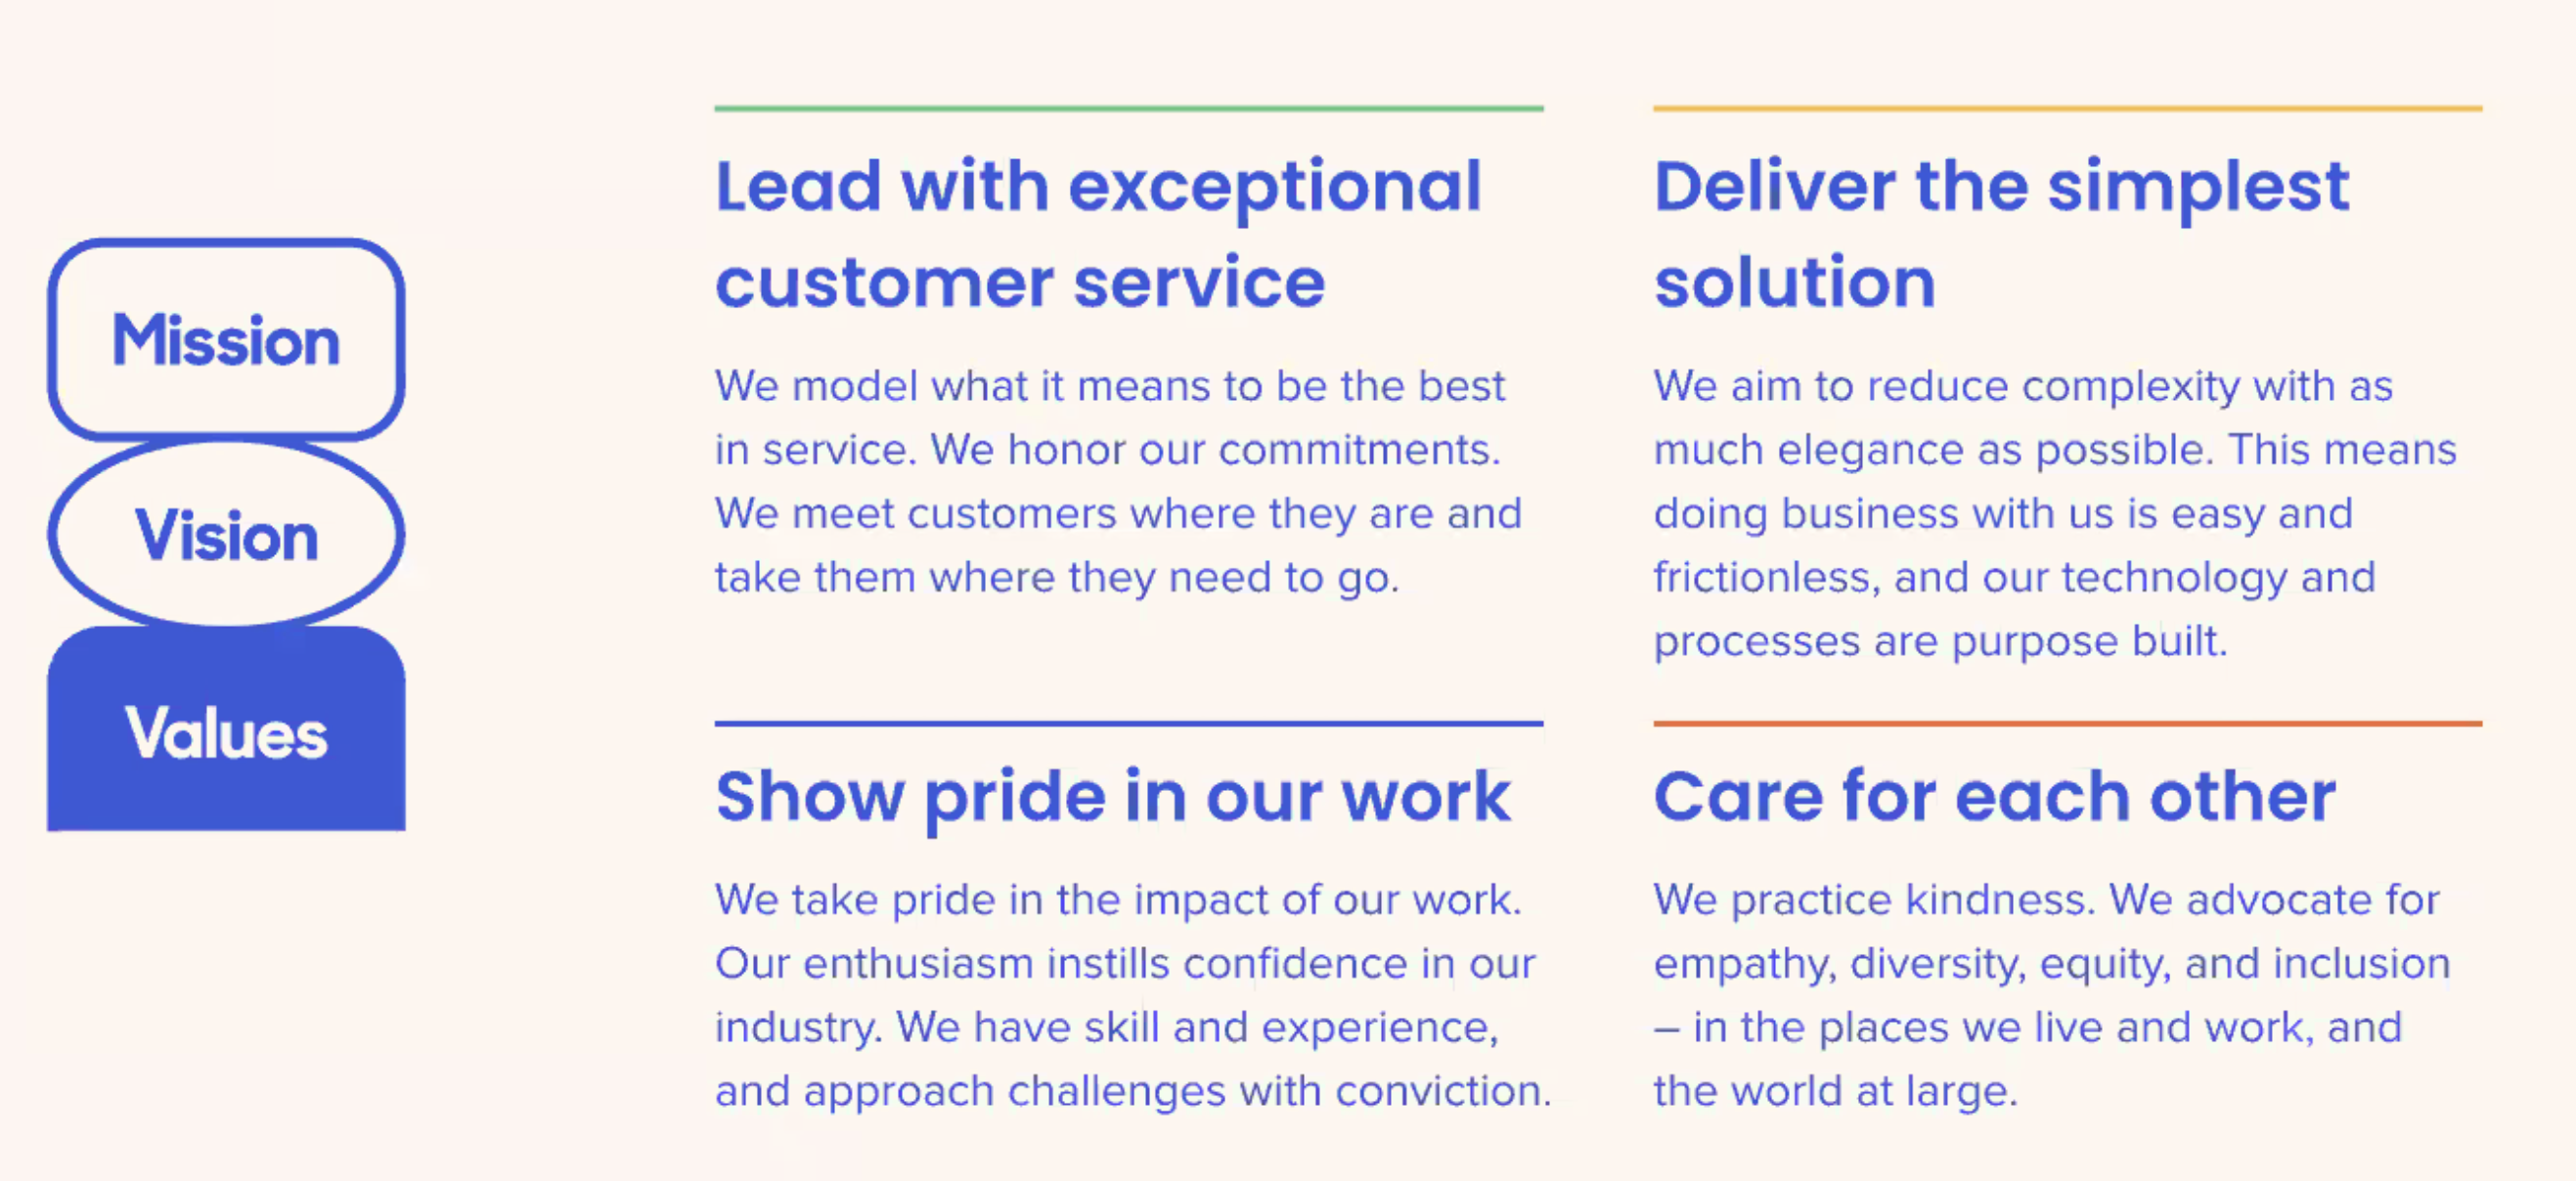 Mission
Vision
Values
Lead with exceptional
customer service
We model what it means to be the best
in service. We honor our commitments.
We meet customers where they are and
take them where they need to go.
Deliver the simplest
solution
We aim to reduce complexity with as
much elegance as possible. This means
doing business with us is easy and
frictionless, and our technology and
processes are purpose built.
Show pride in our work
We take pride in the impact of our work.
Our enthusiasm instills confidence in our
industry. We have skill and experience,
and approach challenges with conviction.
Care for each other
We practice kindness. We advocate for
empathy, diversity, equity, and inclusion
– in the places we live and work, and
the world at large.